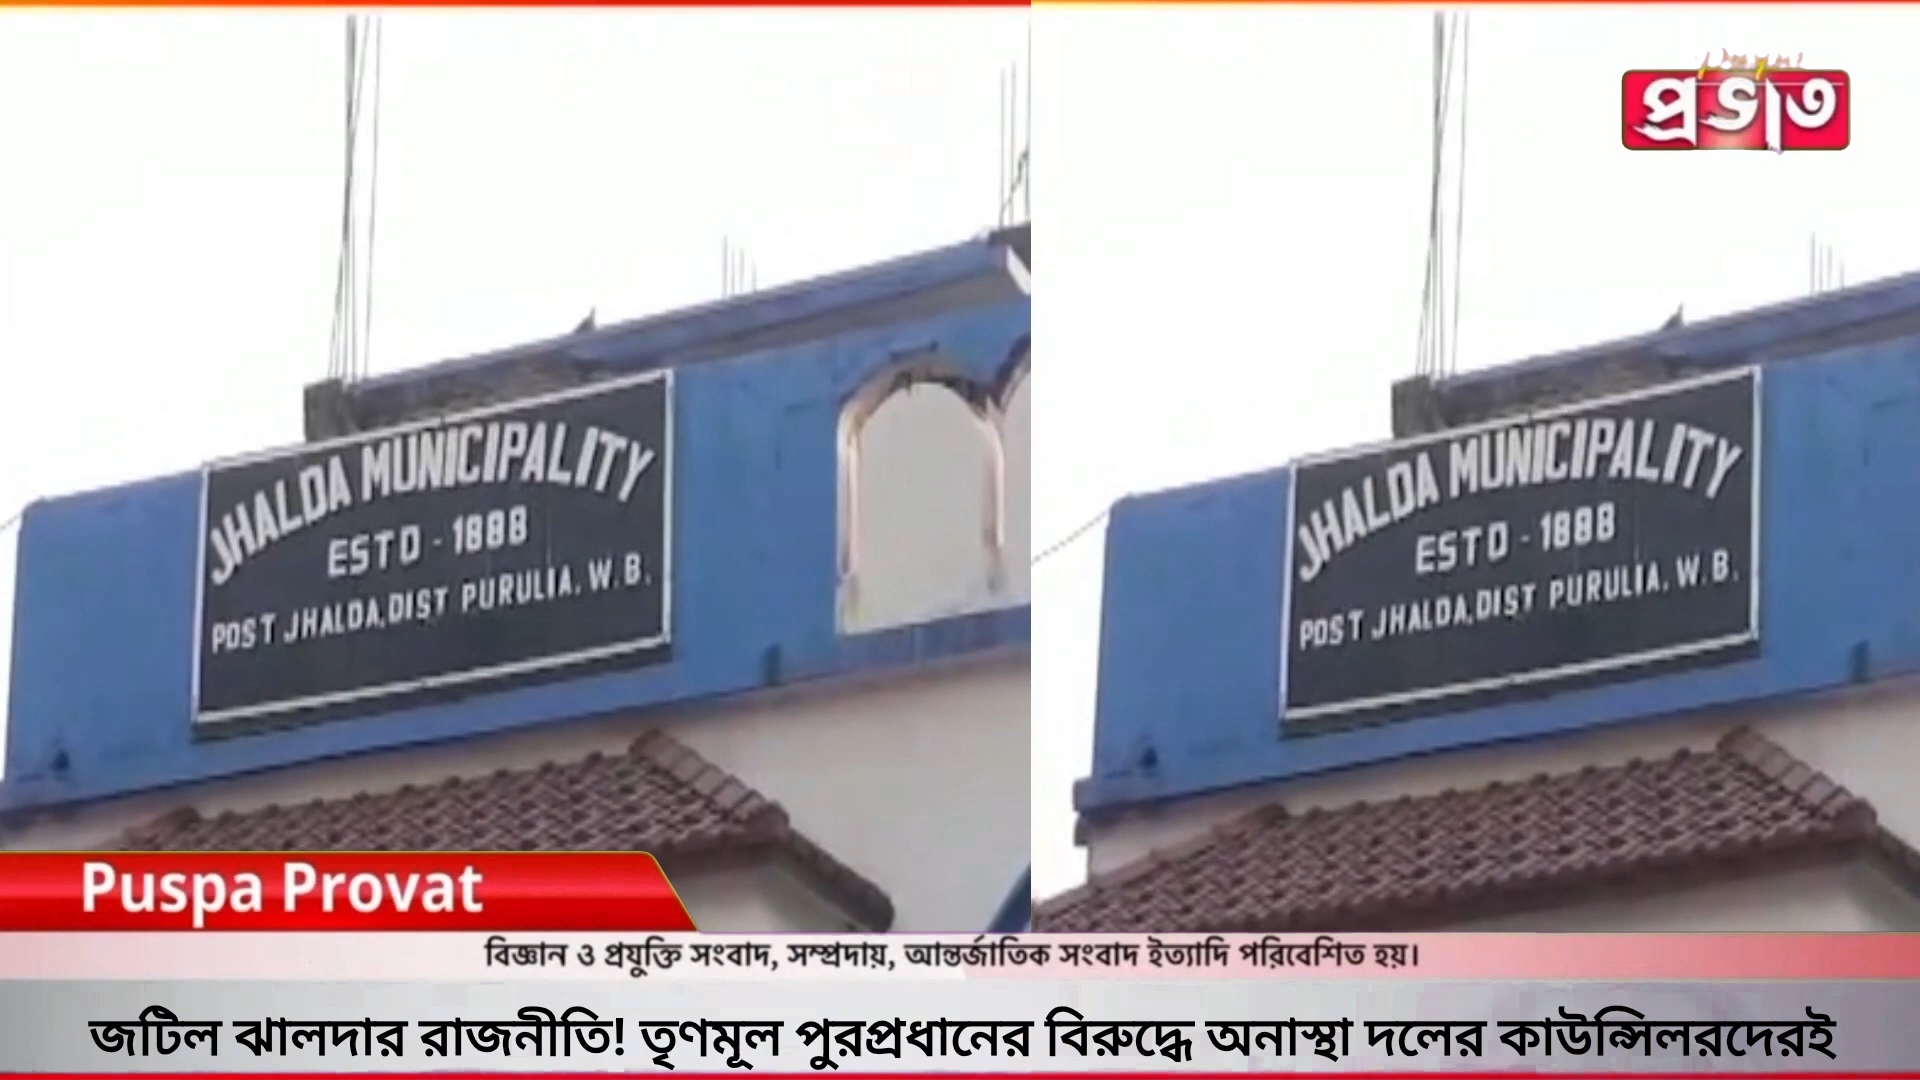 প্রভাত
JHALDA MUNICIPALITY
ESTD - 1888
POST JHALDA, DIST PURULIA. W.B.
JHALDA MUNICIPALITY
ESTD - 1888
POST JHALDA, DIST PURULIA. W.B.
Puspa Provat
বিজ্ঞান ও প্রযুক্তি সংবাদ, সম্প্রদায়, আন্তর্জাতিক সংবাদ ইত্যাদি পরিবেশিত হয়।
জটিল ঝালদার রাজনীতি! তৃণমূল পুরপ্রধানের বিরুদ্ধে অনাস্থা দলের কাউন্সিলরদেরই